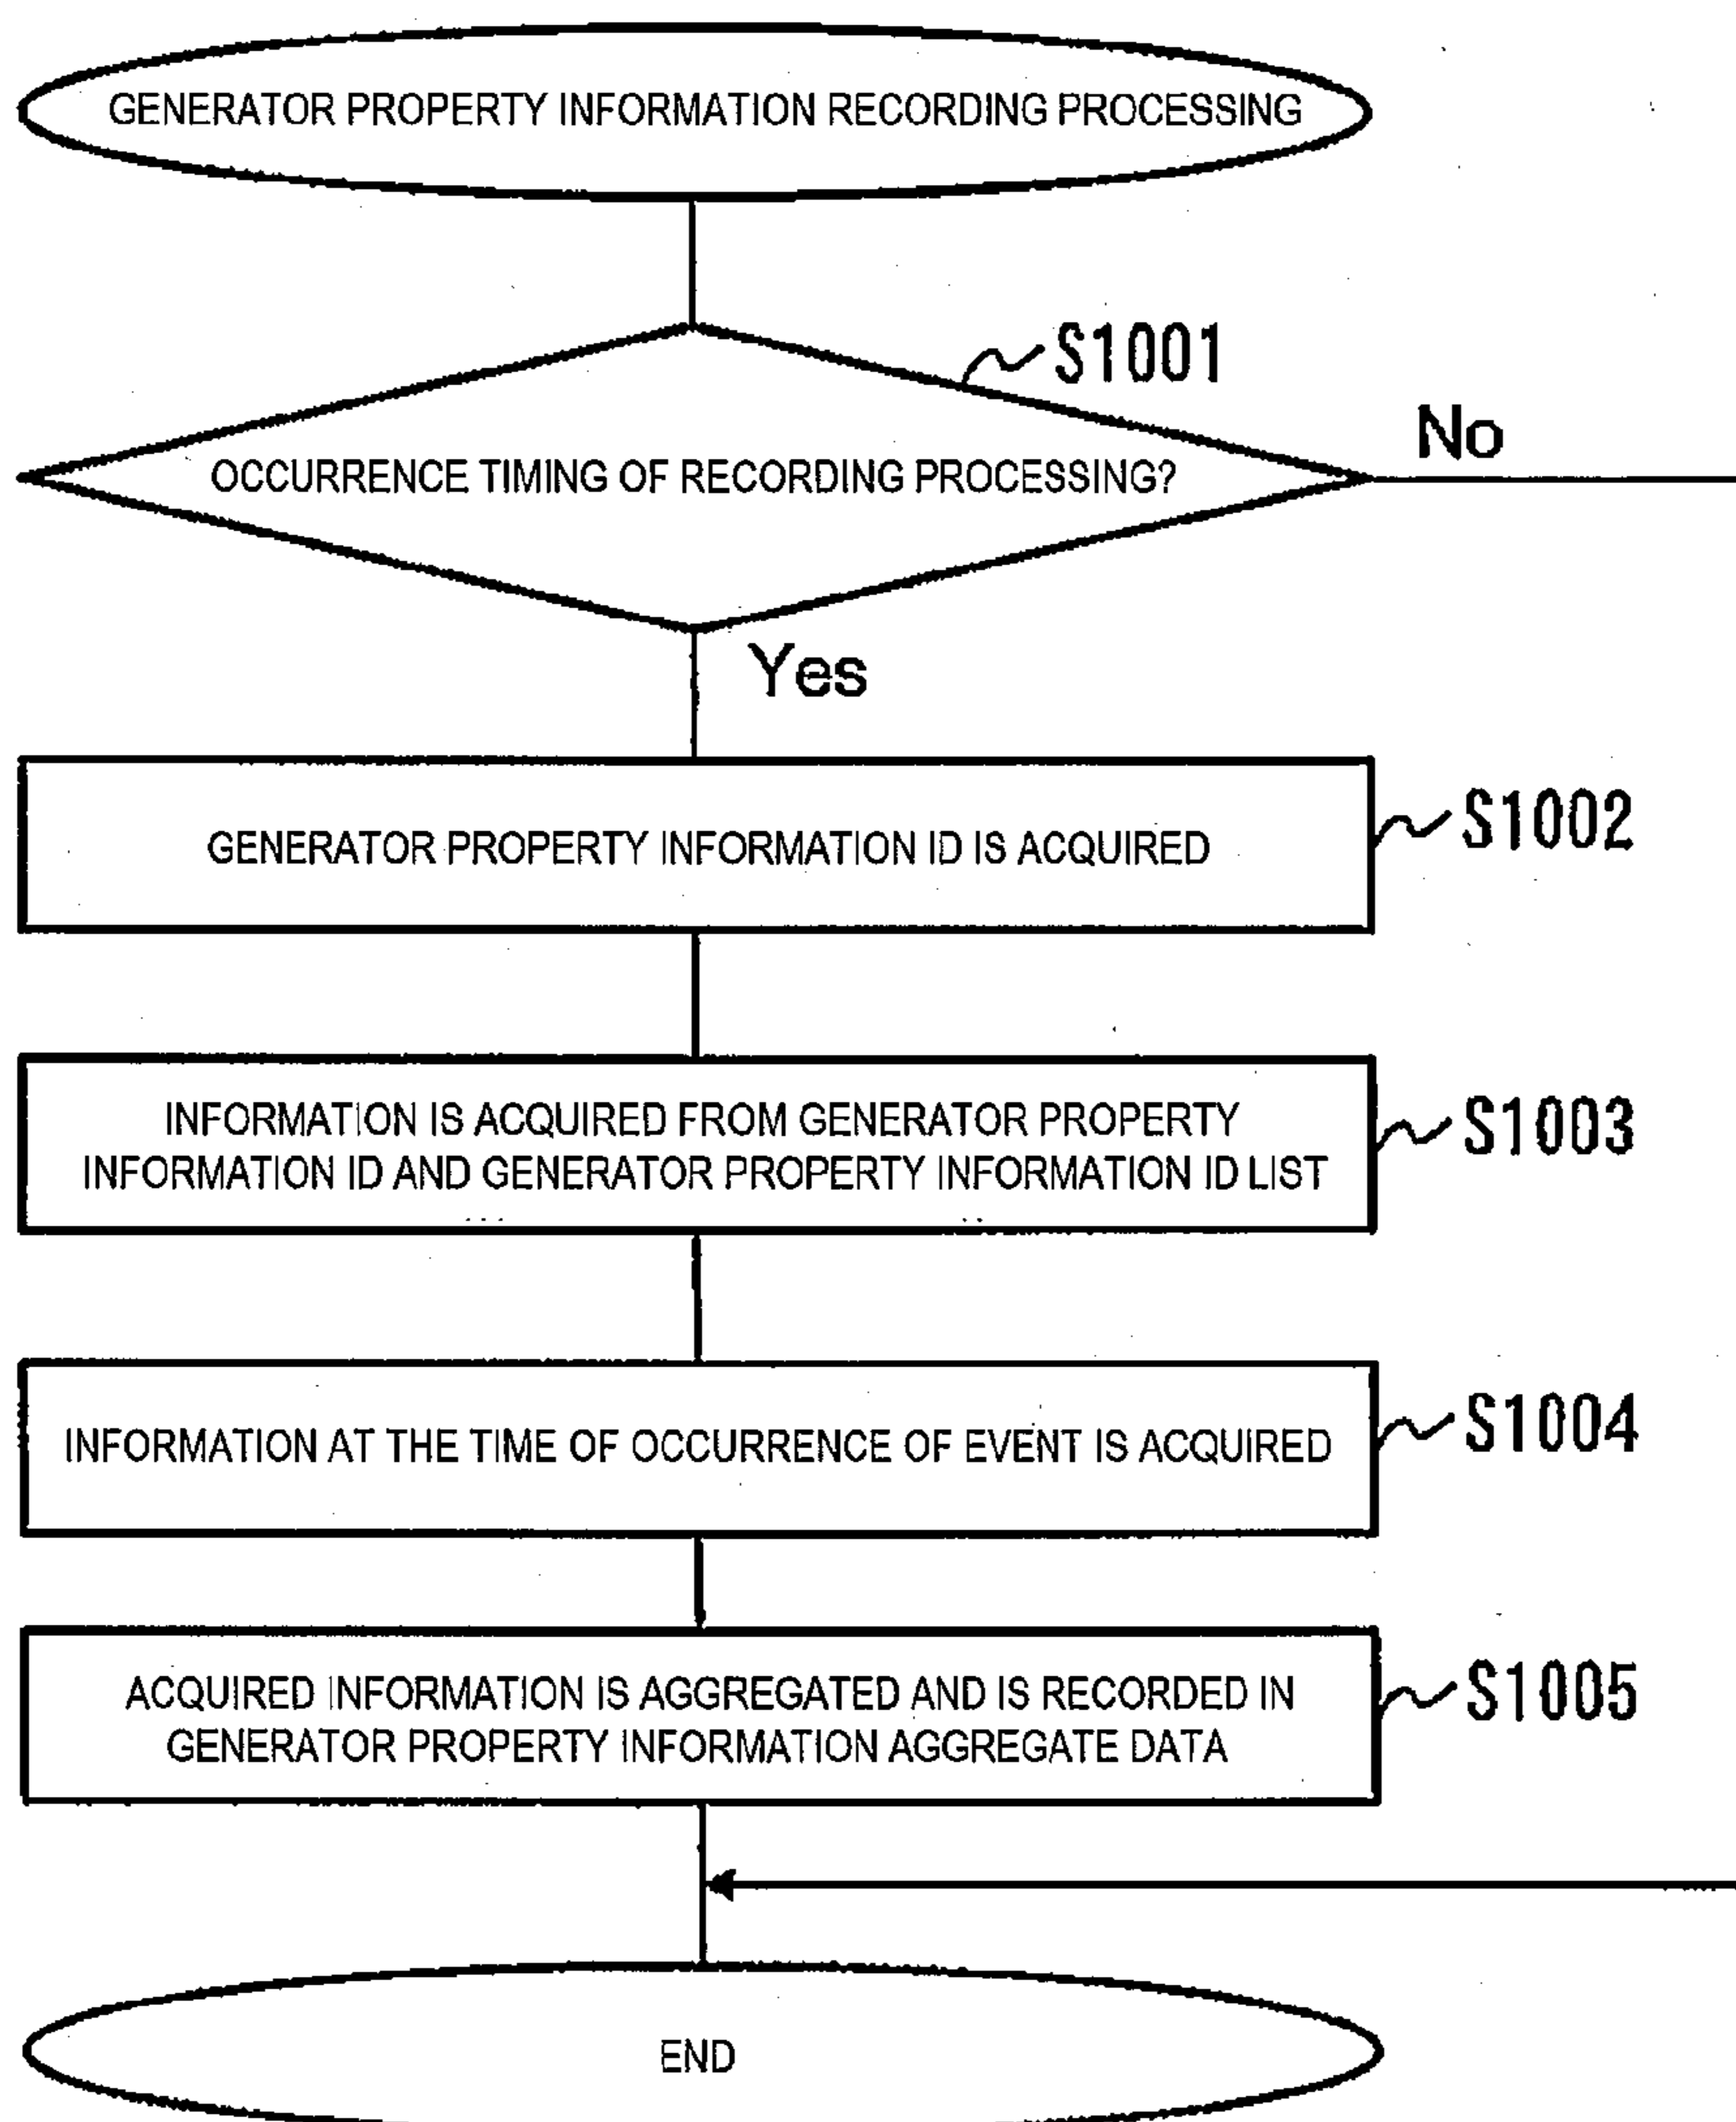 GENERATOR PROPERTY INFORMATION RECORDING PROCESSING
S1001
OCCURRENCE TIMING OF RECORDING PROCESSING?
No
Yes
GENERATOR PROPERTY INFORMATION ID IS ACQUIRED
S1002
INFORMATION IS ACQUIRED FROM GENERATOR PROPERTY
INFORMATION ID AND GENERATOR PROPERTY INFORMATION ID LIST
S1003
INFORMATION AT THE TIME OF OCCURRENCE OF EVENT IS ACQUIRED
S1004
ACQUIRED INFORMATION IS AGGREGATED AND IS RECORDED IN
GENERATOR PROPERTY INFORMATION AGGREGATE DATA
S1005
END